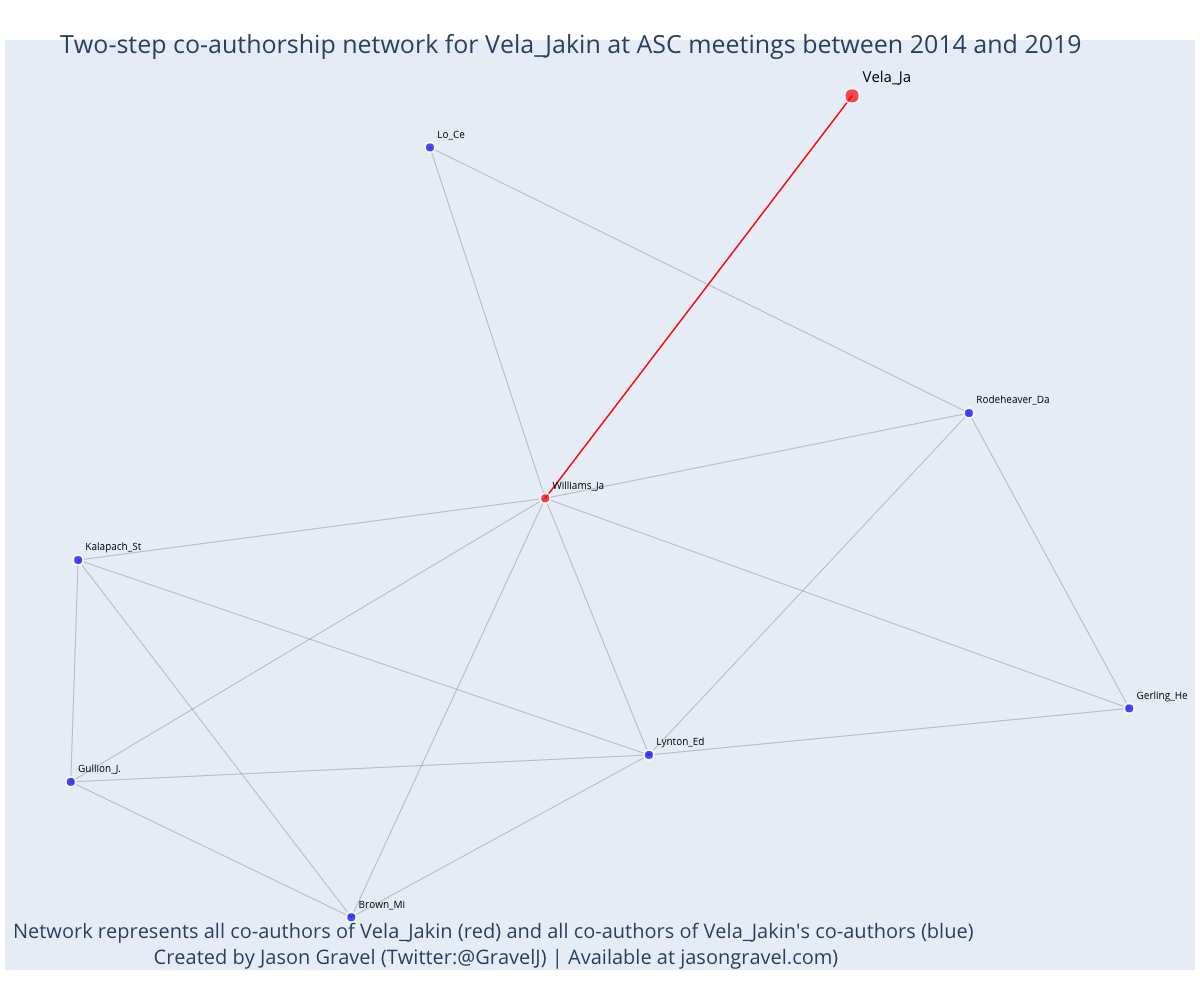 Two-step co-authorship network for Vela_Jakin at ASC meetings between 2014 and 2019
Vela_Ja
Lo_Ce
Rodeheaver_Da
Williams_Ja
Kalapach_St
Gerling_He
Lynton_Ed
Gullion_J.
Brown_Mi
Network represents all co-authors of Vela_Jakin (red) and all co-authors of Vela_Jakin's co-authors (blue)
Created by Jason Gravel (Twitter:@GravelJ) | Available at jasongravel.com)